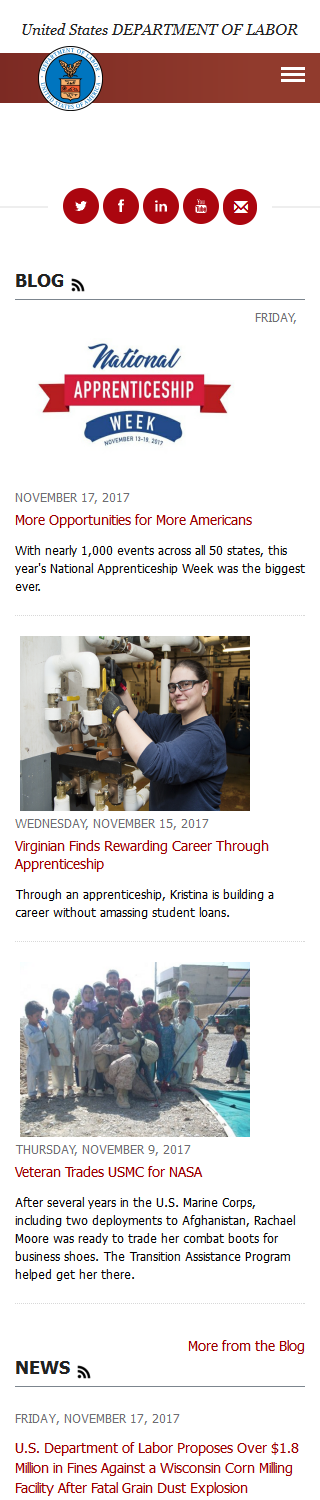 United States DEPARTMENT OF LABOR
DEPARTMENT OF LABOR
UNITED STATES OF AMERICA
in
You
Tube
BLOG
FRIDAY,
National
APPRENTICESHIP
WEEK
NOVEMBER 13-19, 2017
NOVEMBER 17, 2017
More Opportunities for More Americans
With nearly 1,000 events across all 50 states, this
year's National Apprenticeship Week was the biggest
ever.
WEDNESDAY, NOVEMBER 15, 2017
Virginian Finds Rewarding Career Through
Apprenticeship
Through an apprenticeship, Kristina is building a
career without amassing student loans.
THURSDAY, NOVEMBER 9, 2017
Veteran Trades USMC for NASA
After several years in the U.S. Marine Corps,
including two deployments to Afghanistan, Rachael
Moore was ready to trade her combat boots for
business shoes. The Transition Assistance Program
helped get her there.
More from the Blog
NEWS
FRIDAY, NOVEMBER 17, 2017
U.S. Department of Labor Proposes Over $1.8
Million in Fines Against a Wisconsin Corn Milling
Facility After Fatal Grain Dust Explosion